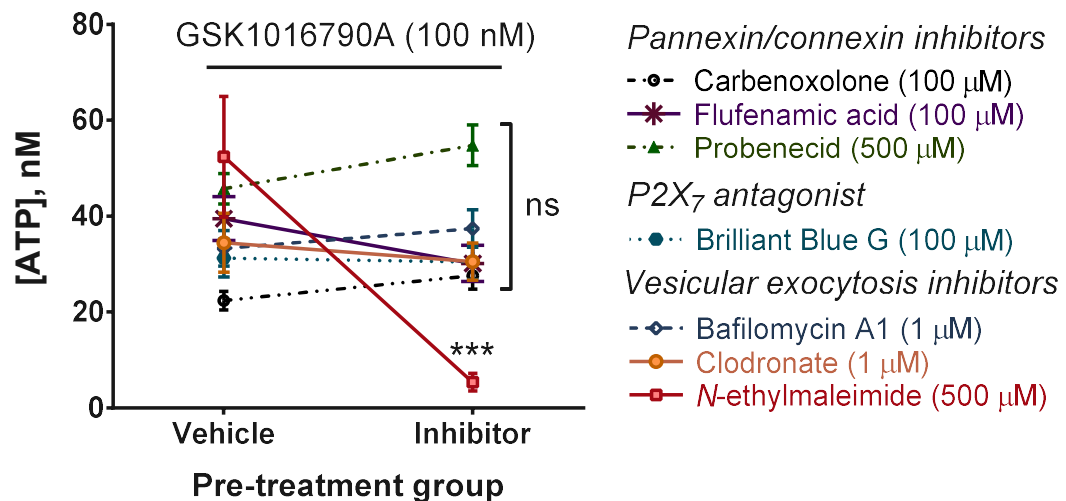 80
60
40
20
0
[ATP], nM
GSK1016790A (100 nM)
ns
***
Vehicle
Inhibitor
Pre-treatment group
Pannexin/connexin inhibitors
Carbenoxolone (100 μM)
Flufenamic acid (100 μM)
Probenecid (500 μM)
P2X7 antagonist
Brilliant Blue G (100 μM)
Vesicular exocytosis inhibitors
Bafilomycin A1 (1 μM)
Clodronate (1 μM)
N-ethylmaleimide (500 μM)